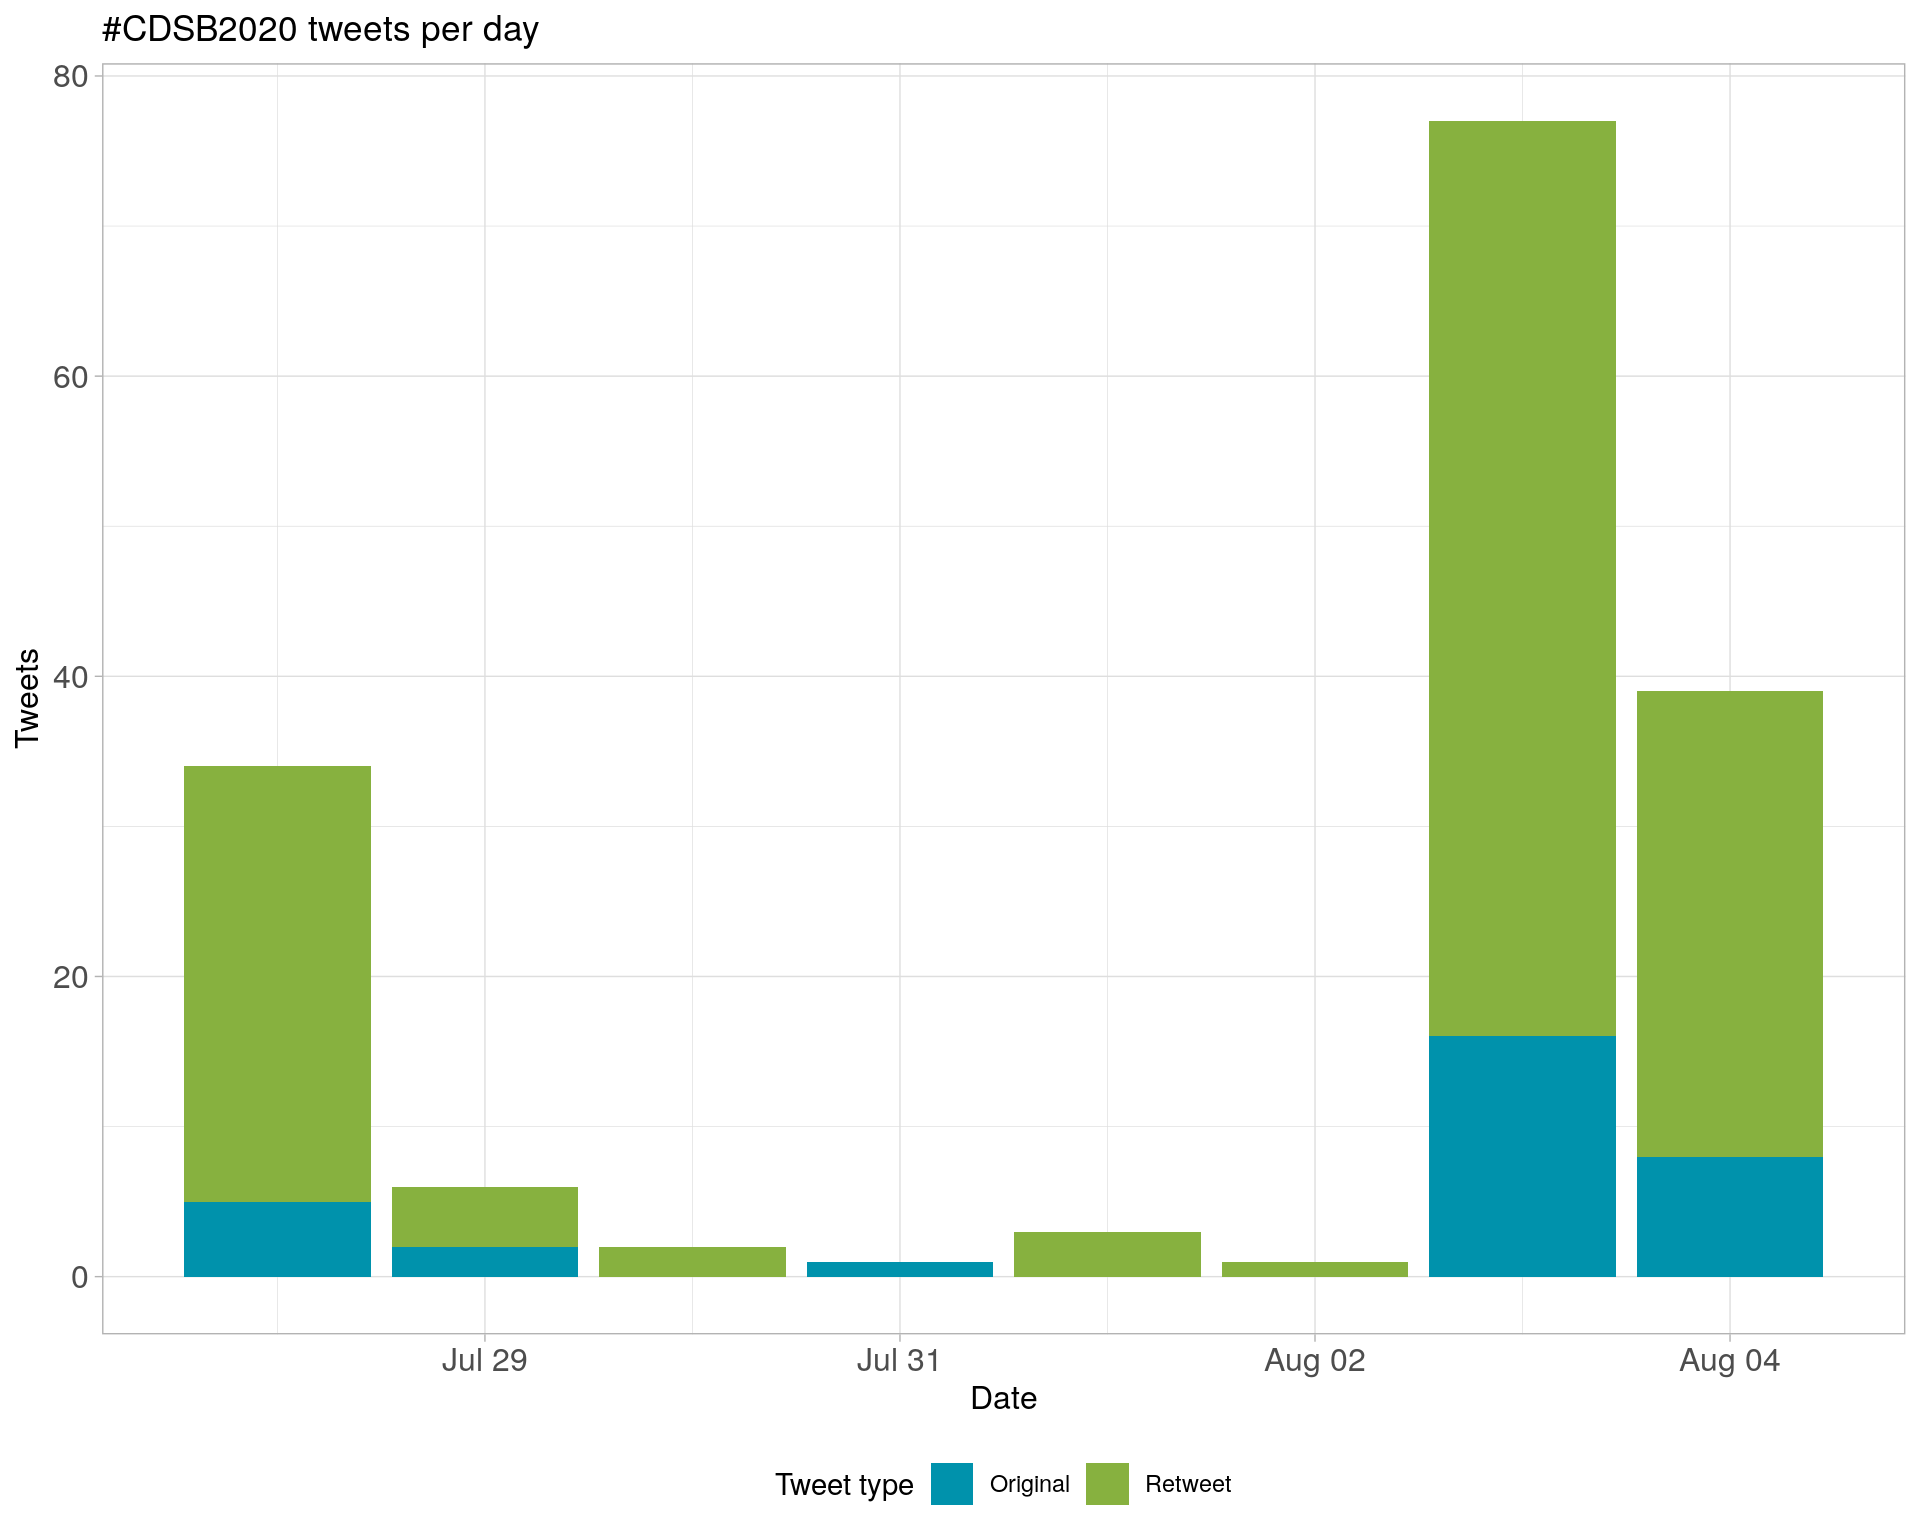 #CDSB2020 tweets per day
80
60
40
20
0
Tweets
Jul 29 Jul 31 Aug 02 Aug 04
Date
Tweet type Original Retweet